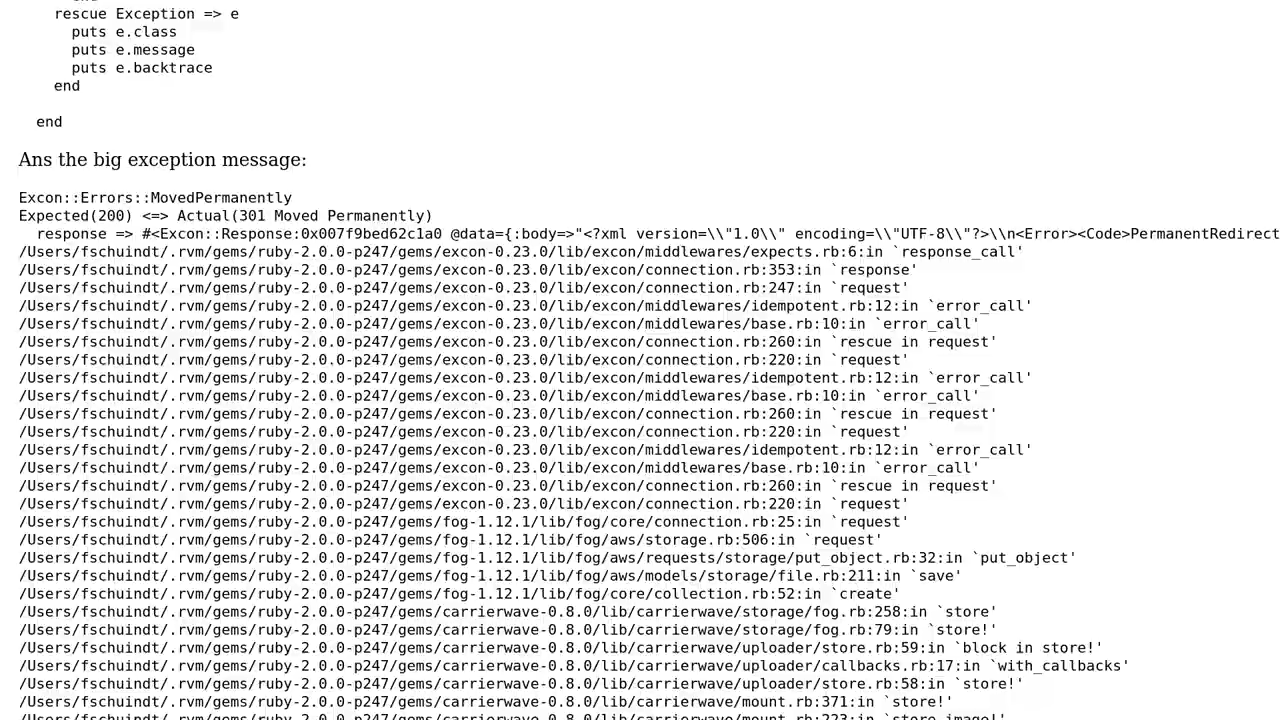 rescue Exception => e
puts e.class
puts e.message
puts e.backtrace
end
end
Ans the big exception message:
Excon::Errors::MovedPermanently
Expected(200) <=> Actual(301 Moved Permanently)
response => #<Excon::Response:0x007f9bed62c1a0 @data={:body=>"<?xml version=\\"1.0\\" encoding=\\"UTF-8\\"?>\\n<Error><Code>PermanentRedirect
/Users/fschuindt/.rvm/gems/ruby-2.0.0-p247/gems/excon-0.23.0/lib/excon/middlewares/expects.rb:6:in `response_call'
/Users/fschuindt/.rvm/gems/ruby-2.0.0-p247/gems/excon-0.23.0/lib/excon/connection.rb:353:in `response'
/Users/fschuindt/.rvm/gems/ruby-2.0.0-p247/gems/excon-0.23.0/lib/excon/connection.rb:247:in `request'
/Users/fschuindt/.rvm/gems/ruby-2.0.0-p247/gems/excon-0.23.0/lib/excon/middlewares/idempotent.rb:12:in `error_call'
/Users/fschuindt/.rvm/gems/ruby-2.0.0-p247/gems/excon-0.23.0/lib/excon/middlewares/base.rb:10:in `error_call'
/Users/fschuindt/.rvm/gems/ruby-2.0.0-p247/gems/excon-0.23.0/lib/excon/connection.rb:260:in `rescue in request'
/Users/fschuindt/.rvm/gems/ruby-2.0.0-p247/gems/excon-0.23.0/lib/excon/connection.rb:220:in `request'
/Users/fschuindt/.rvm/gems/ruby-2.0.0-p247/gems/excon-0.23.0/lib/excon/middlewares/idempotent.rb:12:in `error_call'
/Users/fschuindt/.rvm/gems/ruby-2.0.0-p247/gems/excon-0.23.0/lib/excon/middlewares/base.rb:10:in `error_call'
/Users/fschuindt/.rvm/gems/ruby-2.0.0-p247/gems/excon-0.23.0/lib/excon/connection.rb:260:in `rescue in request'
/Users/fschuindt/.rvm/gems/ruby-2.0.0-p247/gems/excon-0.23.0/lib/excon/connection.rb:220:in `request'
/Users/fschuindt/.rvm/gems/ruby-2.0.0-p247/gems/excon-0.23.0/lib/excon/middlewares/idempotent.rb:12:in `error_call'
/Users/fschuindt/.rvm/gems/ruby-2.0.0-p247/gems/excon-0.23.0/lib/excon/middlewares/base.rb:10:in `error_call'
/Users/fschuindt/.rvm/gems/ruby-2.0.0-p247/gems/excon-0.23.0/lib/excon/connection.rb:260:in `rescue in request'
/Users/fschuindt/.rvm/gems/ruby-2.0.0-p247/gems/excon-0.23.0/lib/excon/connection.rb:220:in `request'
/Users/fschuindt/.rvm/gems/ruby-2.0.0-p247/gems/fog-1.12.1/lib/fog/core/connection.rb:25:in `request'
/Users/fschuindt/.rvm/gems/ruby-2.0.0-p247/gems/fog-1.12.1/lib/fog/aws/storage.rb:506:in `request'
/Users/fschuindt/.rvm/gems/ruby-2.0.0-p247/gems/fog-1.12.1/lib/fog/aws/requests/storage/put_object.rb:32:in `put_object'
/Users/fschuindt/.rvm/gems/ruby-2.0.0-p247/gems/fog-1.12.1/lib/fog/aws/models/storage/file.rb:211:in `save'
/Users/fschuindt/.rvm/gems/ruby-2.0.0-p247/gems/fog-1.12.1/lib/fog/core/collection.rb:52:in `create'
/Users/fschuindt/.rvm/gems/ruby-2.0.0-p247/gems/carrierwave-0.8.0/lib/carrierwave/storage/fog.rb:258:in `store'
/Users/fschuindt/.rvm/gems/ruby-2.0.0-p247/gems/carrierwave-0.8.0/lib/carrierwave/storage/fog.rb:79:in `store!'
/Users/fschuindt/.rvm/gems/ruby-2.0.0-p247/gems/carrierwave-0.8.0/lib/carrierwave/uploader/store.rb:59:in `block in store!'
/Users/fschuindt/.rvm/gems/ruby-2.0.0-p247/gems/carrierwave-0.8.0/lib/carrierwave/uploader/callbacks.rb:17:in `with_callbacks'
/Users/fschuindt/.rvm/gems/ruby-2.0.0-p247/gems/carrierwave-0.8.0/lib/carrierwave/uploader/store.rb:58:in `store!'
/Users/fschuindt/.rvm/gems/ruby-2.0.0-p247/gems/carrierwave-0.8.0/lib/carrierwave/mount.rb:371:in `store!'
/Users/fschuindt/.rvm/gems/ruby-2.0.0-p247/gems/carrierwave-0.8.0/lib/carrierwave/mount.rb:223:in `store_image!'